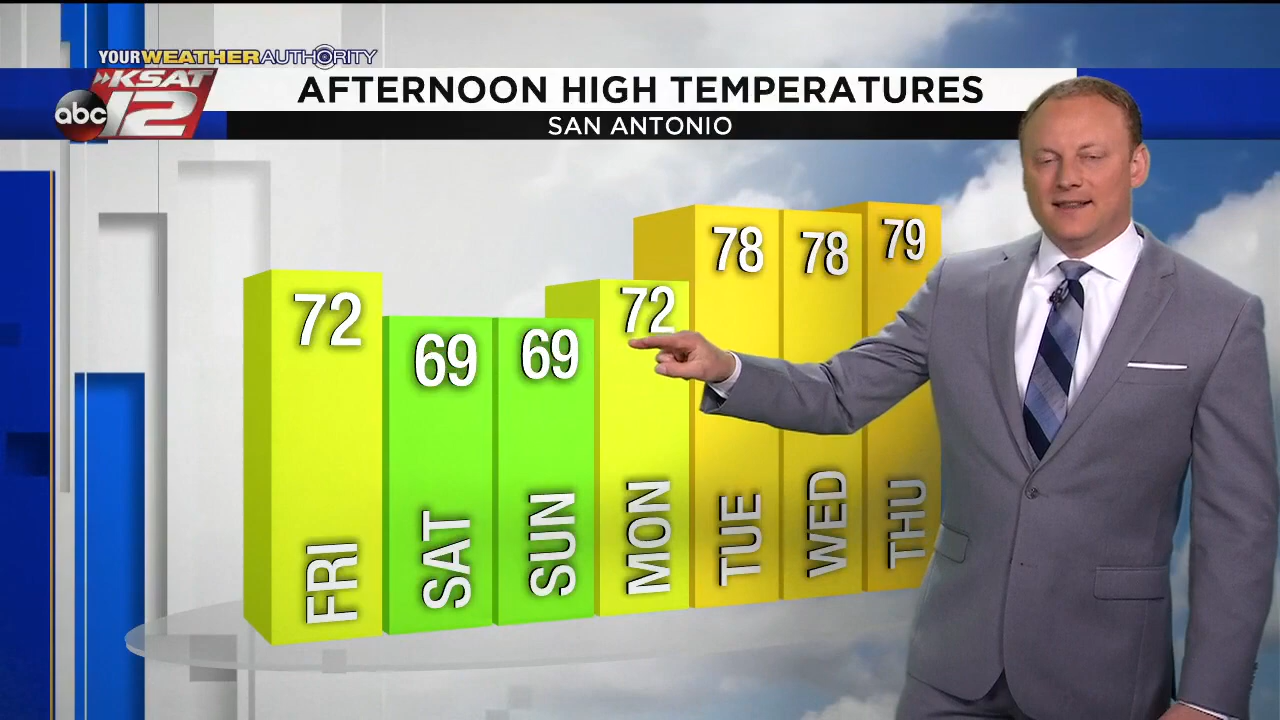 YOURWEATHERAUTHORITY
KSAT
abc 12
AFTERNOON HIGH TEMPERATURES
SAN ANTONIO
72 69 69 72 78 78 79
FRI SAT SUN MON TUE WED THU